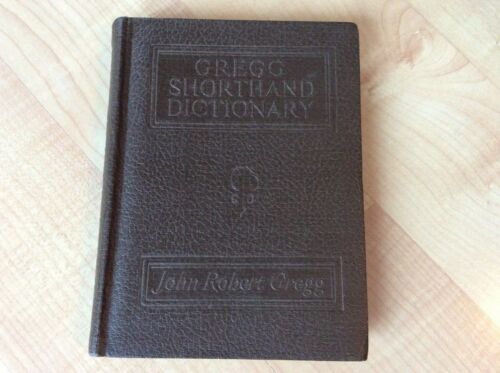 GREGG
SHORTHAND
DICTIONARY
John Robert Gregg